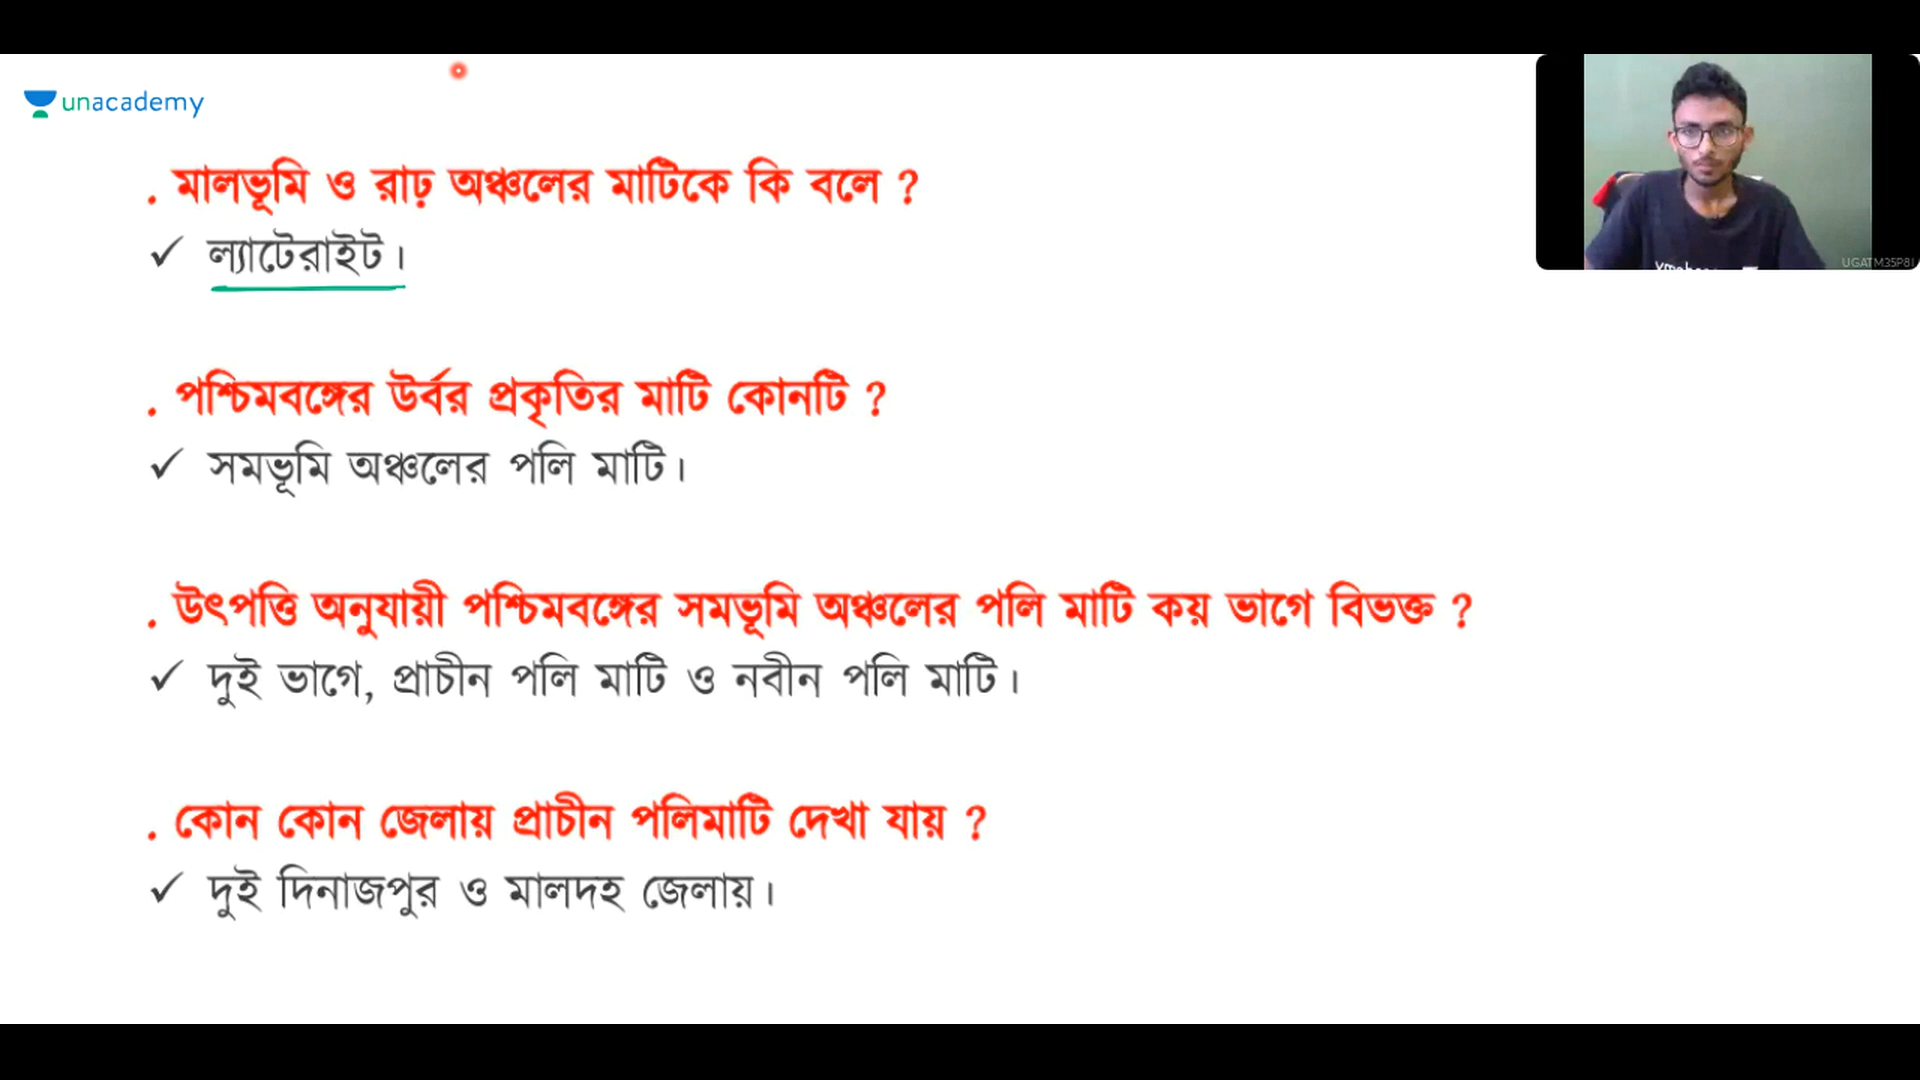 unacademy
. মালভূমি ও রাঢ় অঞ্চলের মাটিকে কি বলে ?
✓ ল্যাটেরাইট।
. পশ্চিমবঙ্গের উর্বর প্রকৃতির মাটি কোনটি ?
✓ সমভূমি অঞ্চলের পলি মাটি।
. উৎপত্তি অনুযায়ী পশ্চিমবঙ্গের সমভূমি অঞ্চলের পলি মাটি কয় ভাগে বিভক্ত ?
✓ দুই ভাগে, প্রাচীন পলি মাটি ও নবীন পলি মাটি।
. কোন কোন জেলায় প্রাচীন পলিমাটি দেখা যায় ?
✓ দুই দিনাজপুর ও মালদহ জেলায়।